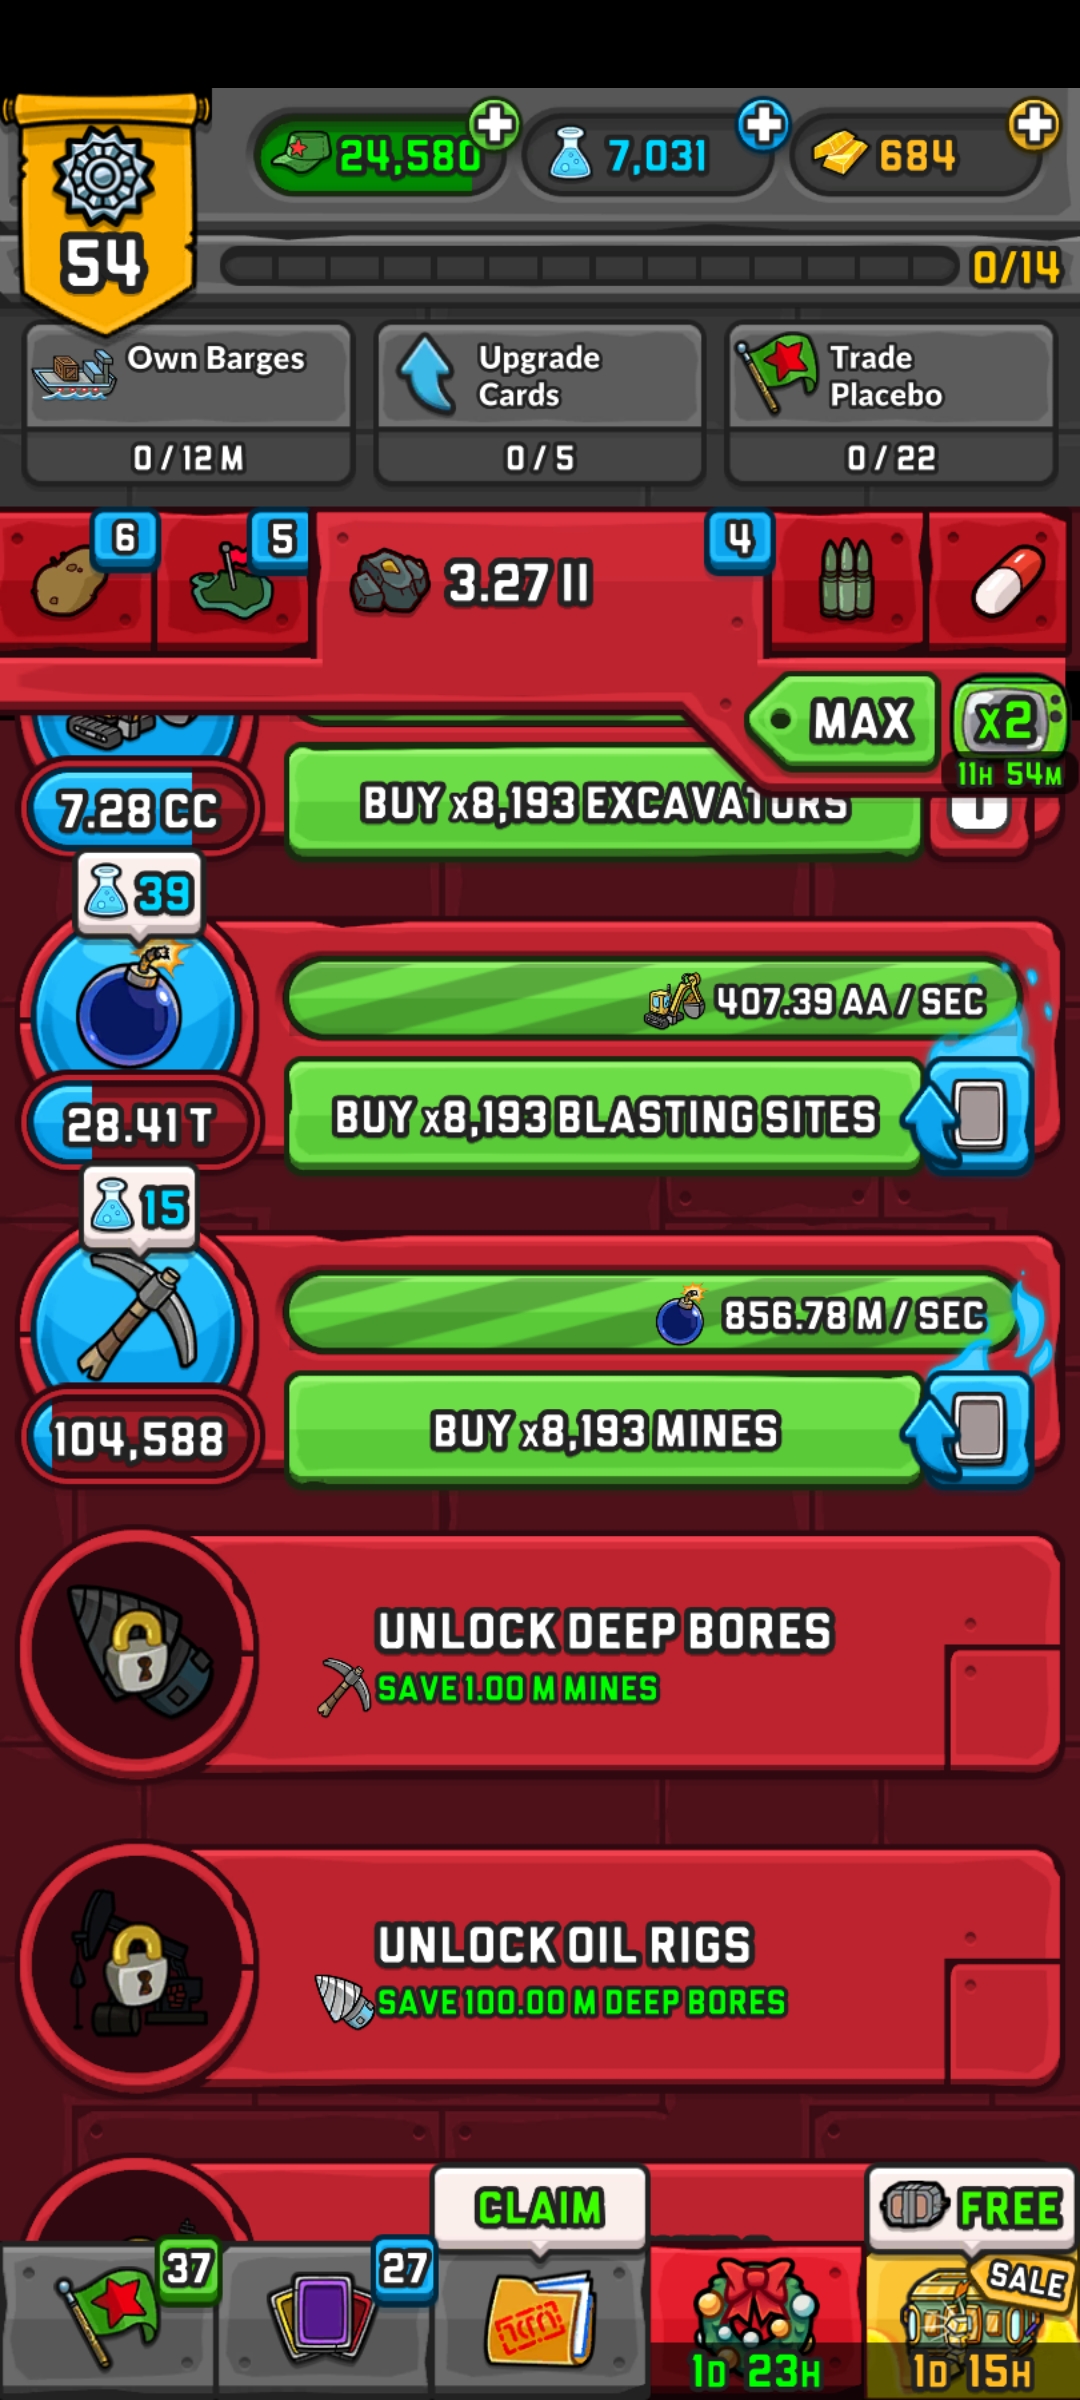 24,580
7,031
684
54
0/14
Own Barges
0 / 12 M
Upgrade
Cards
0 / 5
Trade
Placebo
0 / 22
6
5
3.27 II
4
MAX
x2
11H 54M
7.28 CC
BUY x8,193 EXCAVATORS
39
407.39 AA / SEC
28.41 T
BUY x8,193 BLASTING SITES
15
856.78 M / SEC
104,588
BUY x8,193 MINES
UNLOCK DEEP BORES
SAVE 1.00 M MINES
UNLOCK OIL RIGS
SAVE 100.00 M DEEP BORES
CLAIM
FREE
37
27
SALE
1D 23H
1D 15H